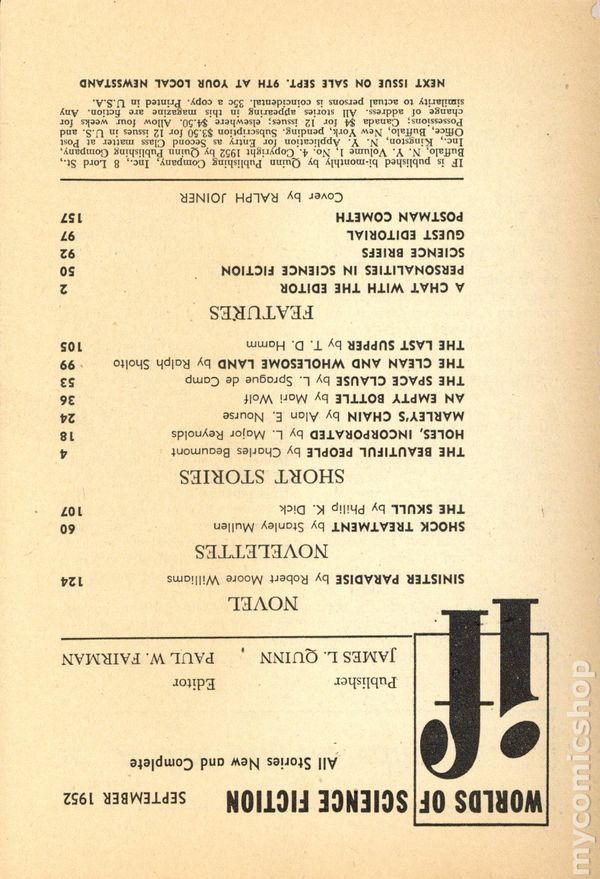 if
WORLDS OF SCIENCE FICTION
SEPTEMBER 1952
All Stories New and Complete
Publisher
Editor
JAMES L. QUINN,
PAUL W. FAIRMAN
NOVEL
SINISTER PARADISE by Robert Moore Williams 124
NOVELETTES
SHOCK TREATMENT by Stanley Mullen 60
THE SKULL by Philip K. Dick 107
SHORT STORIES
THE BEAUTIFUL PEOPLE by Charles Beaumont 4
HOLES, INCORPORATED by L. Major Reynolds 18
MARLEY'S CHAIN by Alan E. Nourse 24
AN EMPTY BOTTLE by Mari Wolf 36
THE SPACE CLAUSE by L. Sprague de Camp 53
THE CLEAN AND WHOLESOME LAND by Ralph Sholto 99
THE LAST SUPPER by T. D. Hamm 105
FEATURES
A CHAT WITH THE EDITOR 2
PERSONALITIES IN SCIENCE FICTION 50
SCIENCE BRIEFS 92
GUEST EDITORIAL 97
POSTMAN COMETH 157
Cover by RALPH JOINER
IF is published bi-monthly by Quinn Publishing Company, Inc., 8 Lord St.,
Buffalo, N. Y. Volume 1, No. 4. Copyright 1952 by Quinn Publishing Company,
Inc., Kingston, N. Y. Application for Entry as Second Class matter at Post
Office, Buffalo, New York, pending. Subscription $3.50 for 12 issues in U.S. and
Possessions; Canada $4 for 12 issues; elsewhere $4.50. Allow four weeks for
change of address. All stories appearing in this magazine are fiction. Any
similarity to actual persons is coincidental. 35c a copy. Printed in U.S.A.
NEXT ISSUE ON SALE SEPT. 9TH AT YOUR LOCAL NEWSSTAND
mycomicshop